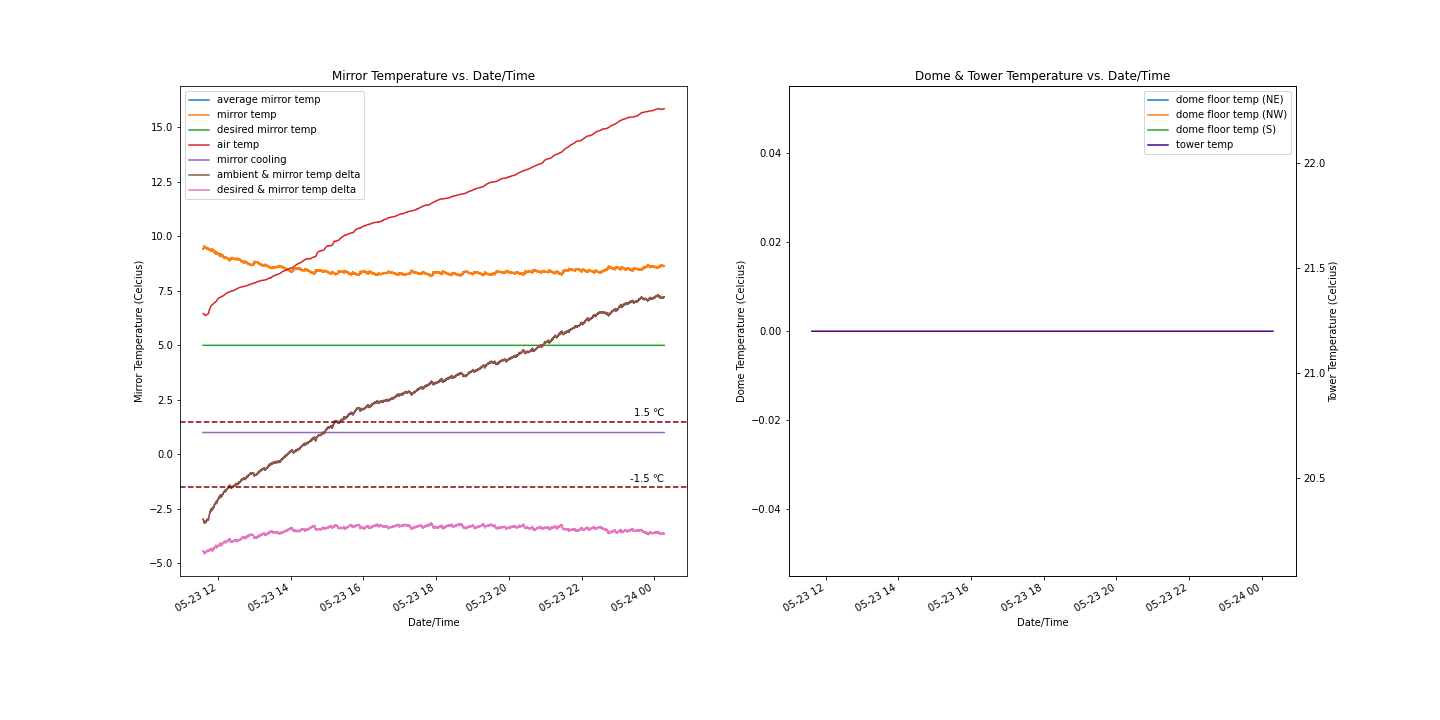 Mirror Temperature vs. Date/Time
average mirror temp
mirror temp
desired mirror temp
air temp
mirror cooling
ambient & mirror temp delta
desired & mirror temp delta
15.0
12.5
10.0
7.5
5.0
2.5
0.0
−2.5
−5.0
Mirror Temperature (Celcius)
1.5 °C
-1.5 °C
05-23 12
05-23 14
05-23 16
05-23 18
05-23 20
05-23 22
05-24 00
Date/Time
Dome & Tower Temperature vs. Date/Time
dome floor temp (NE)
dome floor temp (NW)
dome floor temp (S)
tower temp
0.04
0.02
0.00
−0.02
−0.04
Dome Temperature (Celcius)
22.0
21.5
21.0
20.5
Tower Temperature (Celcius)
05-23 12
05-23 14
05-23 16
05-23 18
05-23 20
05-23 22
05-24 00
Date/Time